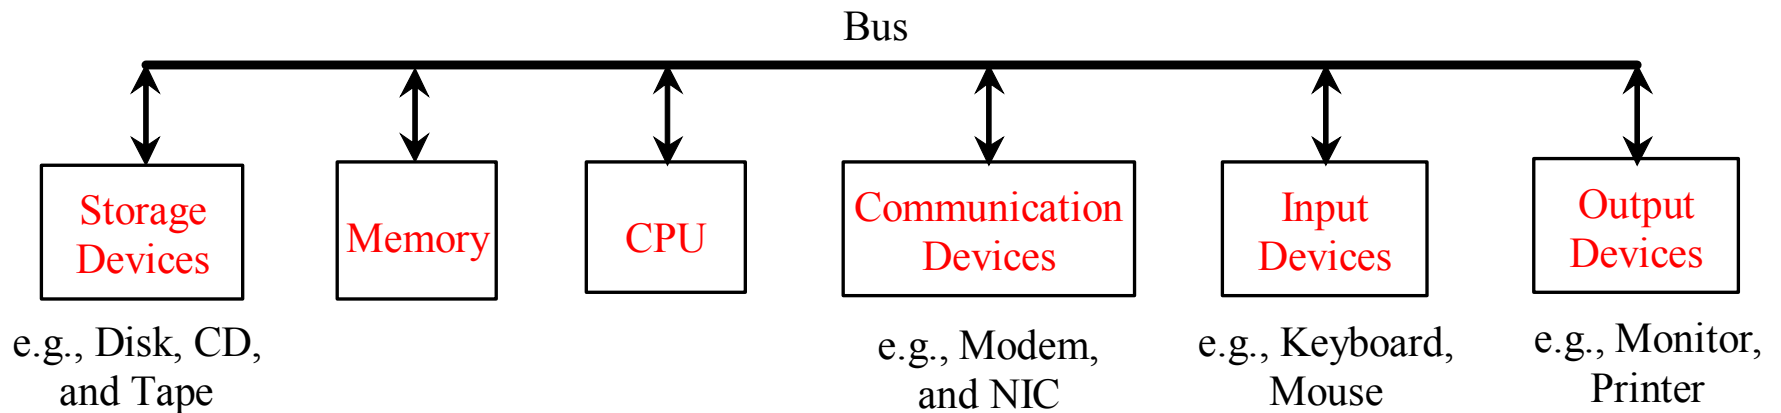 Bus
Storage
Devices
Memory
CPU
Communication
Devices
Input
Devices
Output
Devices
e.g., Disk, CD,
and Tape
e.g., Modem,
and NIC
e.g., Keyboard,
Mouse
e.g., Monitor,
Printer